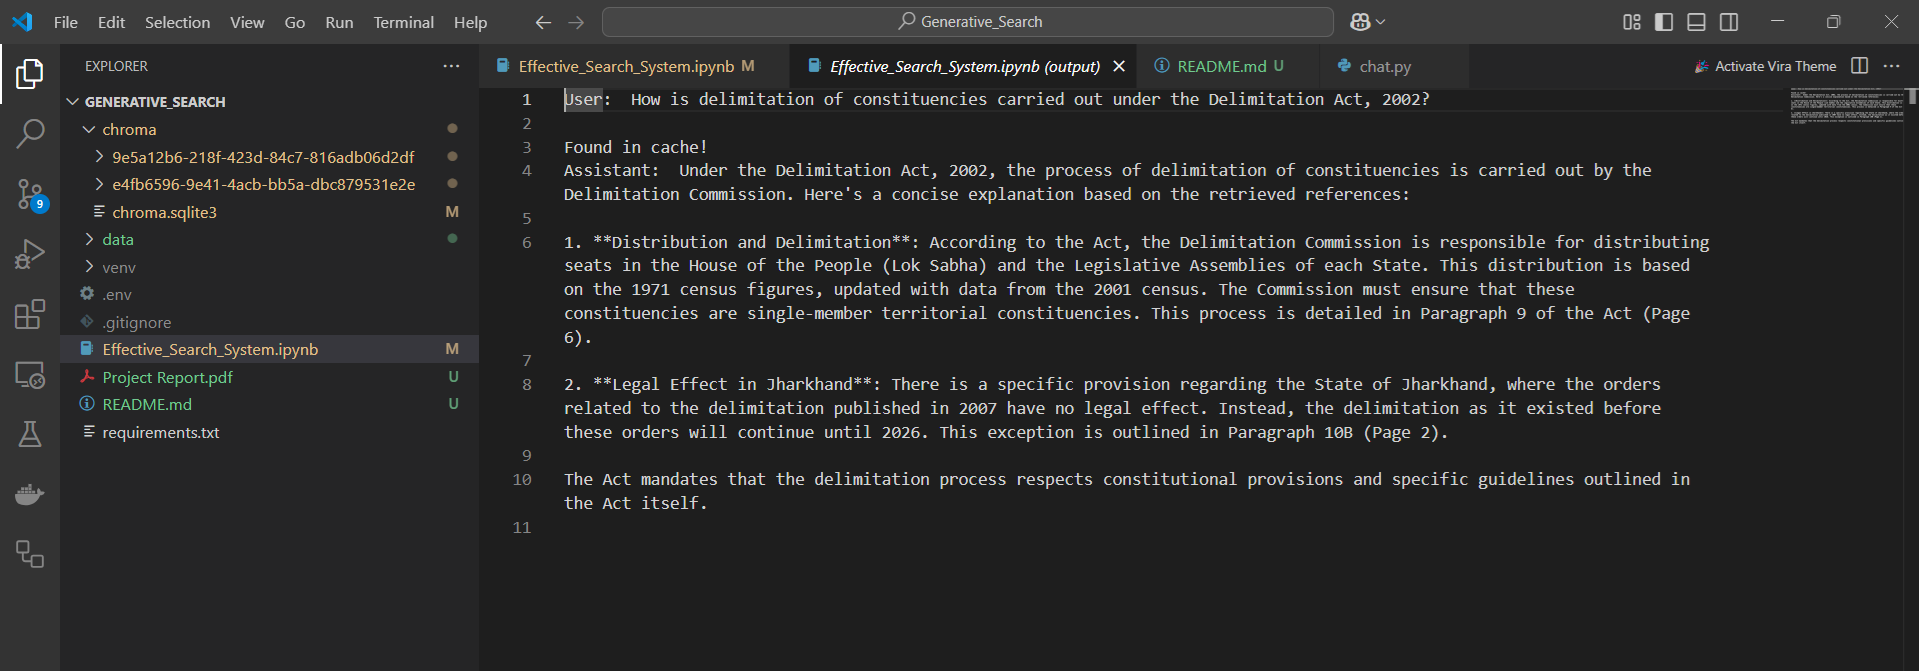 File Edit Selection View Go Run Terminal Help
Generative_Search
EXPLORER
GENERATIVE_SEARCH
chroma
9e5a12b6-218f-423d-84c7-816adb06d2df
e4fb6596-9e41-4acb-bb5a-dbc879531e2e
chroma.sqlite3 M
data
venv
.env
.gitignore
Effective_Search_System.ipynb M
Project Report.pdf U
README.md U
requirements.txt
9
Effective_Search_System.ipynb M
Effective_Search_System.ipynb (output)
README.md U
chat.py
Activate Vira Theme
1 User:  How is delimitation of constituencies carried out under the Delimitation Act, 2002?
2
3 Found in cache!
4 Assistant:  Under the Delimitation Act, 2002, the process of delimitation of constituencies is carried out by the
Delimitation Commission. Here's a concise explanation based on the retrieved references:
5
6 1. **Distribution and Delimitation**: According to the Act, the Delimitation Commission is responsible for distributing
seats in the House of the People (Lok Sabha) and the Legislative Assemblies of each State. This distribution is based
on the 1971 census figures, updated with data from the 2001 census. The Commission must ensure that these
constituencies are single-member territorial constituencies. This process is detailed in Paragraph 9 of the Act (Page
6).
7
8 2. **Legal Effect in Jharkhand**: There is a specific provision regarding the State of Jharkhand, where the orders
related to the delimitation published in 2007 have no legal effect. Instead, the delimitation as it existed before
these orders will continue until 2026. This exception is outlined in Paragraph 10B (Page 2).
9
10 The Act mandates that the delimitation process respects constitutional provisions and specific guidelines outlined in
the Act itself.
11